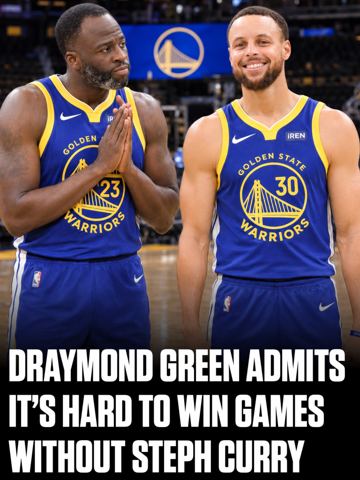 IREN
GOLDEN STATE
23
WARRIORS
GOLDEN STATE
30
WARRIORS
DRAYMOND GREEN ADMITS
IT'S HARD TO WIN GAMES
WITHOUT STEPH CURRY